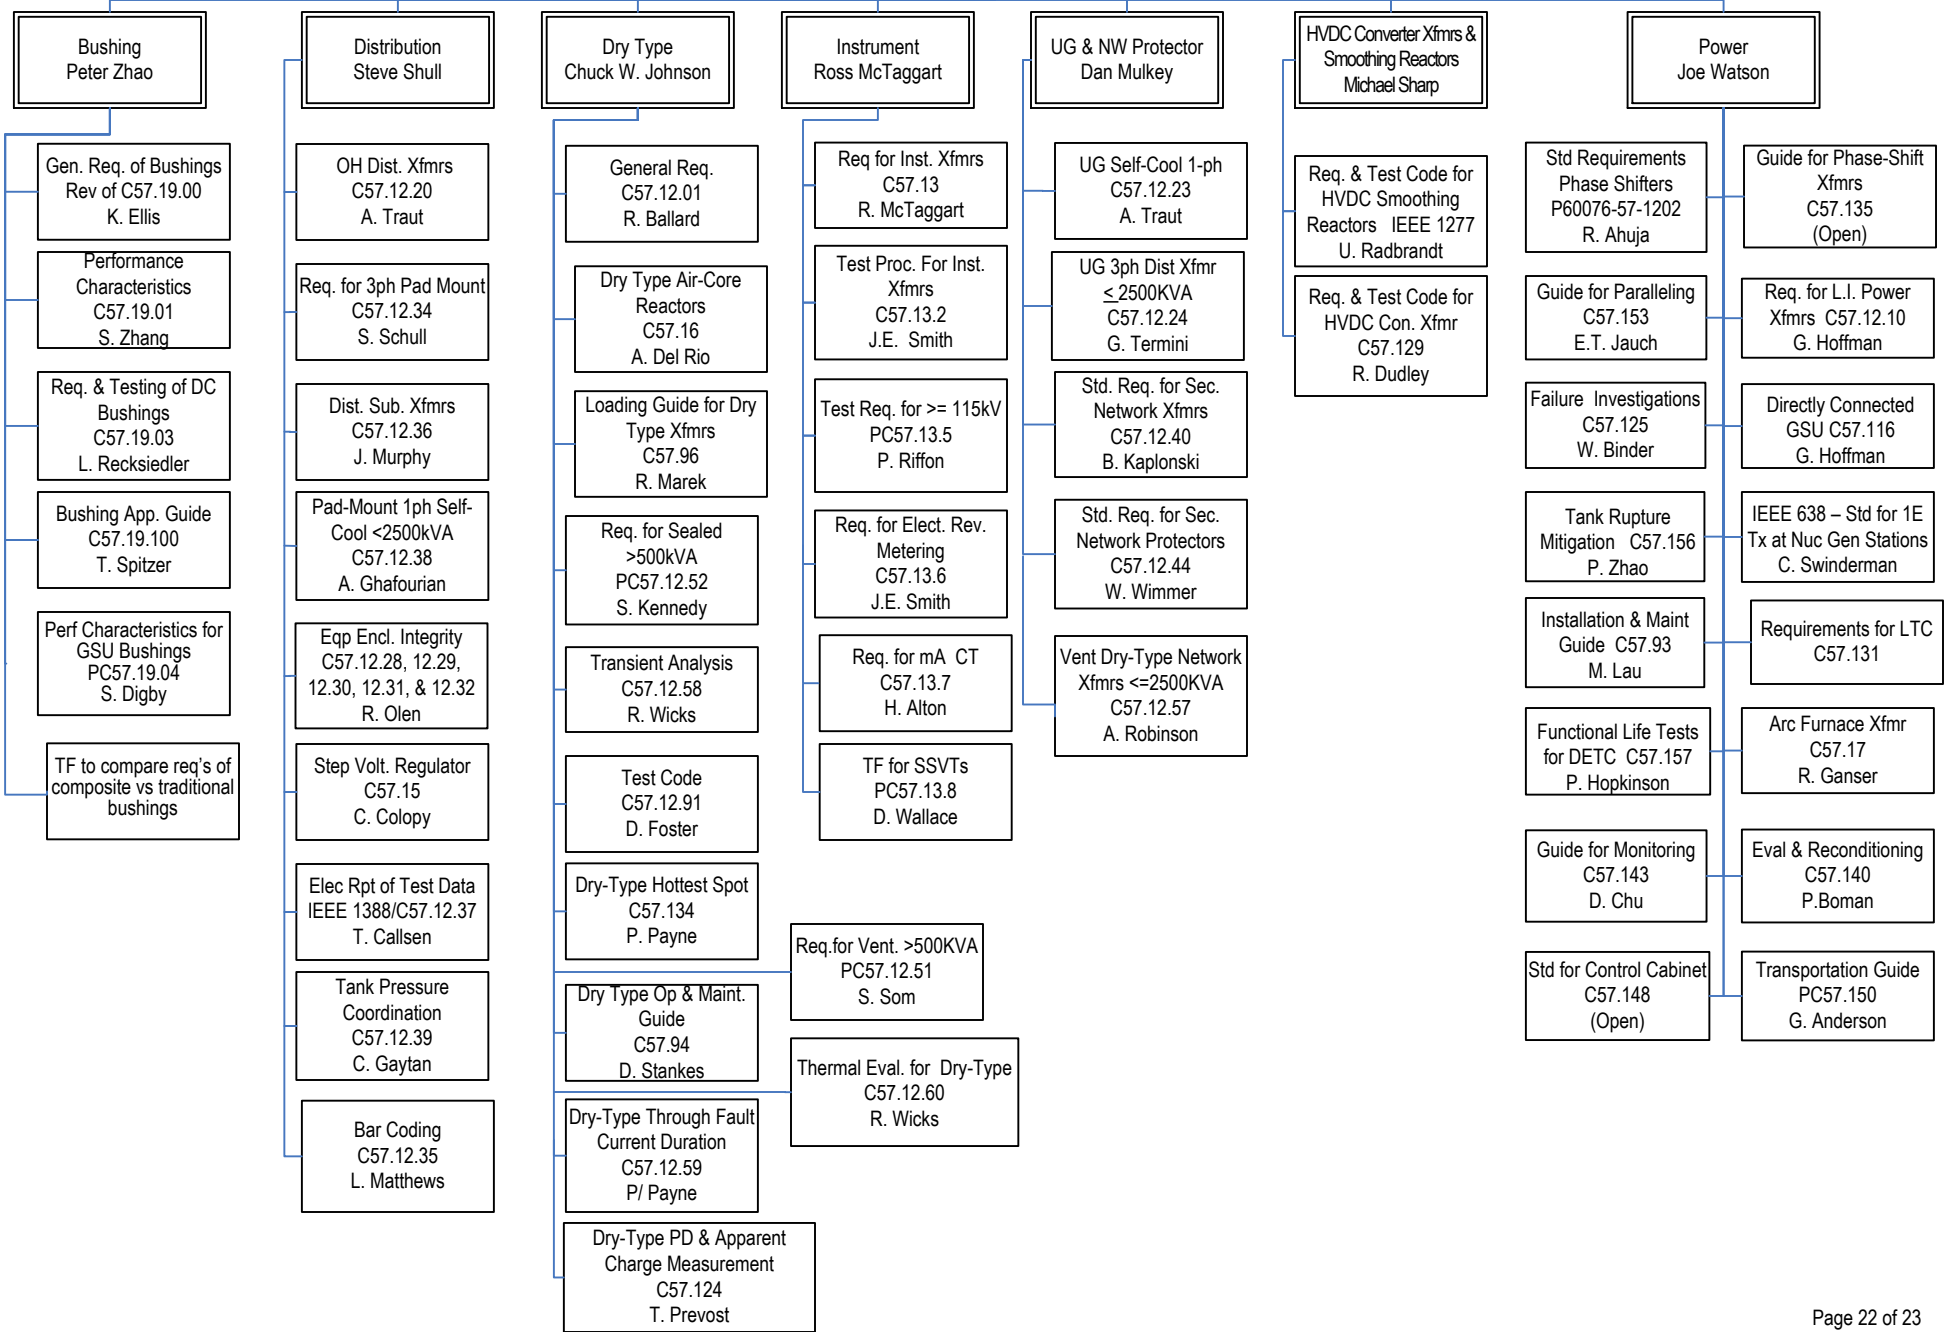 Bushing
Peter Zhao
Distribution
Steve Shull
Dry Type
Chuck W. Johnson
Instrument
Ross McTaggart
UG & NW Protector
Dan Mulkey
HVDC Converter Xfmrs &
Smoothing Reactors
Michael Sharp
Power
Joe Watson
Gen. Req. of Bushings
Rev of C57.19.00
K. Ellis
Performance
Characteristics
C57.19.01
S. Zhang
Req. & Testing of DC
Bushings
C57.19.03
L. Recksiedler
Bushing App. Guide
C57.19.100
T. Spitzer
Perf Characteristics for
GSU Bushings
PC57.19.04
S. Digby
TF to compare req's of
composite vs traditional
bushings
OH Dist. Xfmrs
C57.12.20
A. Traut
Req. for 3ph Pad Mount
C57.12.34
S. Schull
Dist. Sub. Xfmrs
C57.12.36
J. Murphy
Pad-Mount 1ph Self-
Cool <2500kVA
C57.12.38
A. Ghafourian
Eqp Encl. Integrity
C57.12.28, 12.29,
12.30, 12.31, & 12.32
R. Olen
Step Volt. Regulator
C57.15
C. Colopy
Elec Rpt of Test Data
IEEE 1388/C57.12.37
T. Callsen
Tank Pressure
Coordination
C57.12.39
C. Gaytan
Bar Coding
C57.12.35
L. Matthews
General Req.
C57.12.01
R. Ballard
Dry Type Air-Core
Reactors
C57.16
A. Del Rio
Loading Guide for Dry
Type Xfmrs
C57.96
R. Marek
Req. for Sealed
>500kVA
PC57.12.52
S. Kennedy
Transient Analysis
C57.12.58
R. Wicks
Test Code
C57.12.91
D. Foster
Dry-Type Hottest Spot
C57.134
P. Payne
Req.for Vent. >500KVA
PC57.12.51
S. Som
Dry Type Op & Maint.
Guide
C57.94
D. Stankes
Thermal Eval. for Dry-Type
C57.12.60
R. Wicks
Dry-Type Through Fault
Current Duration
C57.12.59
P/ Payne
Dry-Type PD & Apparent
Charge Measurement
C57.124
T. Prevost
Req for Inst. Xfmrs
C57.13
R. McTaggart
Test Proc. For Inst.
Xfmrs
C57.13.2
J.E. Smith
Test Req. for >= 115kV
PC57.13.5
P. Riffon
Req. for Elect. Rev.
Metering
C57.13.6
J.E. Smith
Req. for mA CT
C57.13.7
H. Alton
TF for SSVTs
PC57.13.8
D. Wallace
UG Self-Cool 1-ph
C57.12.23
A. Traut
UG 3ph Dist Xfmr
< 2500KVA
C57.12.24
G. Termini
Std. Req. for Sec.
Network Xfmrs
C57.12.40
B. Kaplonski
Std. Req. for Sec.
Network Protectors
C57.12.44
W. Wimmer
Vent Dry-Type Network
Xfmrs <=2500KVA
C57.12.57
A. Robinson
Req. & Test Code for
HVDC Smoothing
Reactors IEEE 1277
U. Radbrandt
Req. & Test Code for
HVDC Con. Xfmr
C57.129
R. Dudley
Std Requirements
Phase Shifters
P60076-57-1202
R. Ahuja
Guide for Phase-Shift
Xfmrs
C57.135
(Open)
Guide for Paralleling
C57.153
E.T. Jauch
Req. for L.I. Power
Xfmrs C57.12.10
G. Hoffman
Failure Investigations
C57.125
W. Binder
Directly Connected
GSU C57.116
G. Hoffman
Tank Rupture
Mitigation C57.156
P. Zhao
IEEE 638 – Std for 1E
Tx at Nuc Gen Stations
C. Swinderman
Installation & Maint
Guide C57.93
M. Lau
Requirements for LTC
C57.131
Functional Life Tests
for DETC C57.157
P. Hopkinson
Arc Furnace Xfmr
C57.17
R. Ganser
Guide for Monitoring
C57.143
D. Chu
Eval & Reconditioning
C57.140
P.Boman
Std for Control Cabinet
C57.148
(Open)
Transportation Guide
PC57.150
G. Anderson
Page 22 of 23